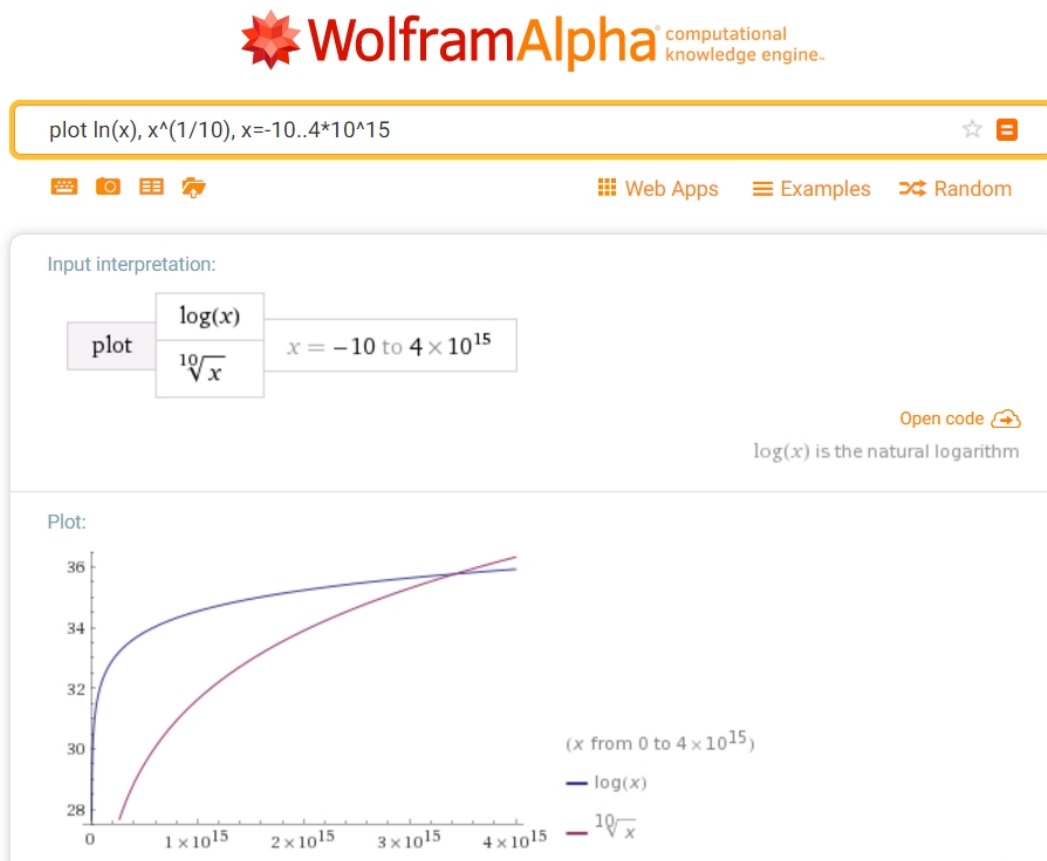 WolframAlpha computational
knowledge engine.
plot ln(x), x^(1/10), x=-10..4*10^15
Web Apps Examples Random
Input interpretation:
plot
log(x)
¹⁰√x
x = −10 to 4 × 10¹⁵
Open code
log(x) is the natural logarithm
Plot:
36
34
32
30
28
0 1×10¹⁵ 2×10¹⁵ 3×10¹⁵ 4×10¹⁵
(x from 0 to 4×10¹⁵)
log(x)
¹⁰√x